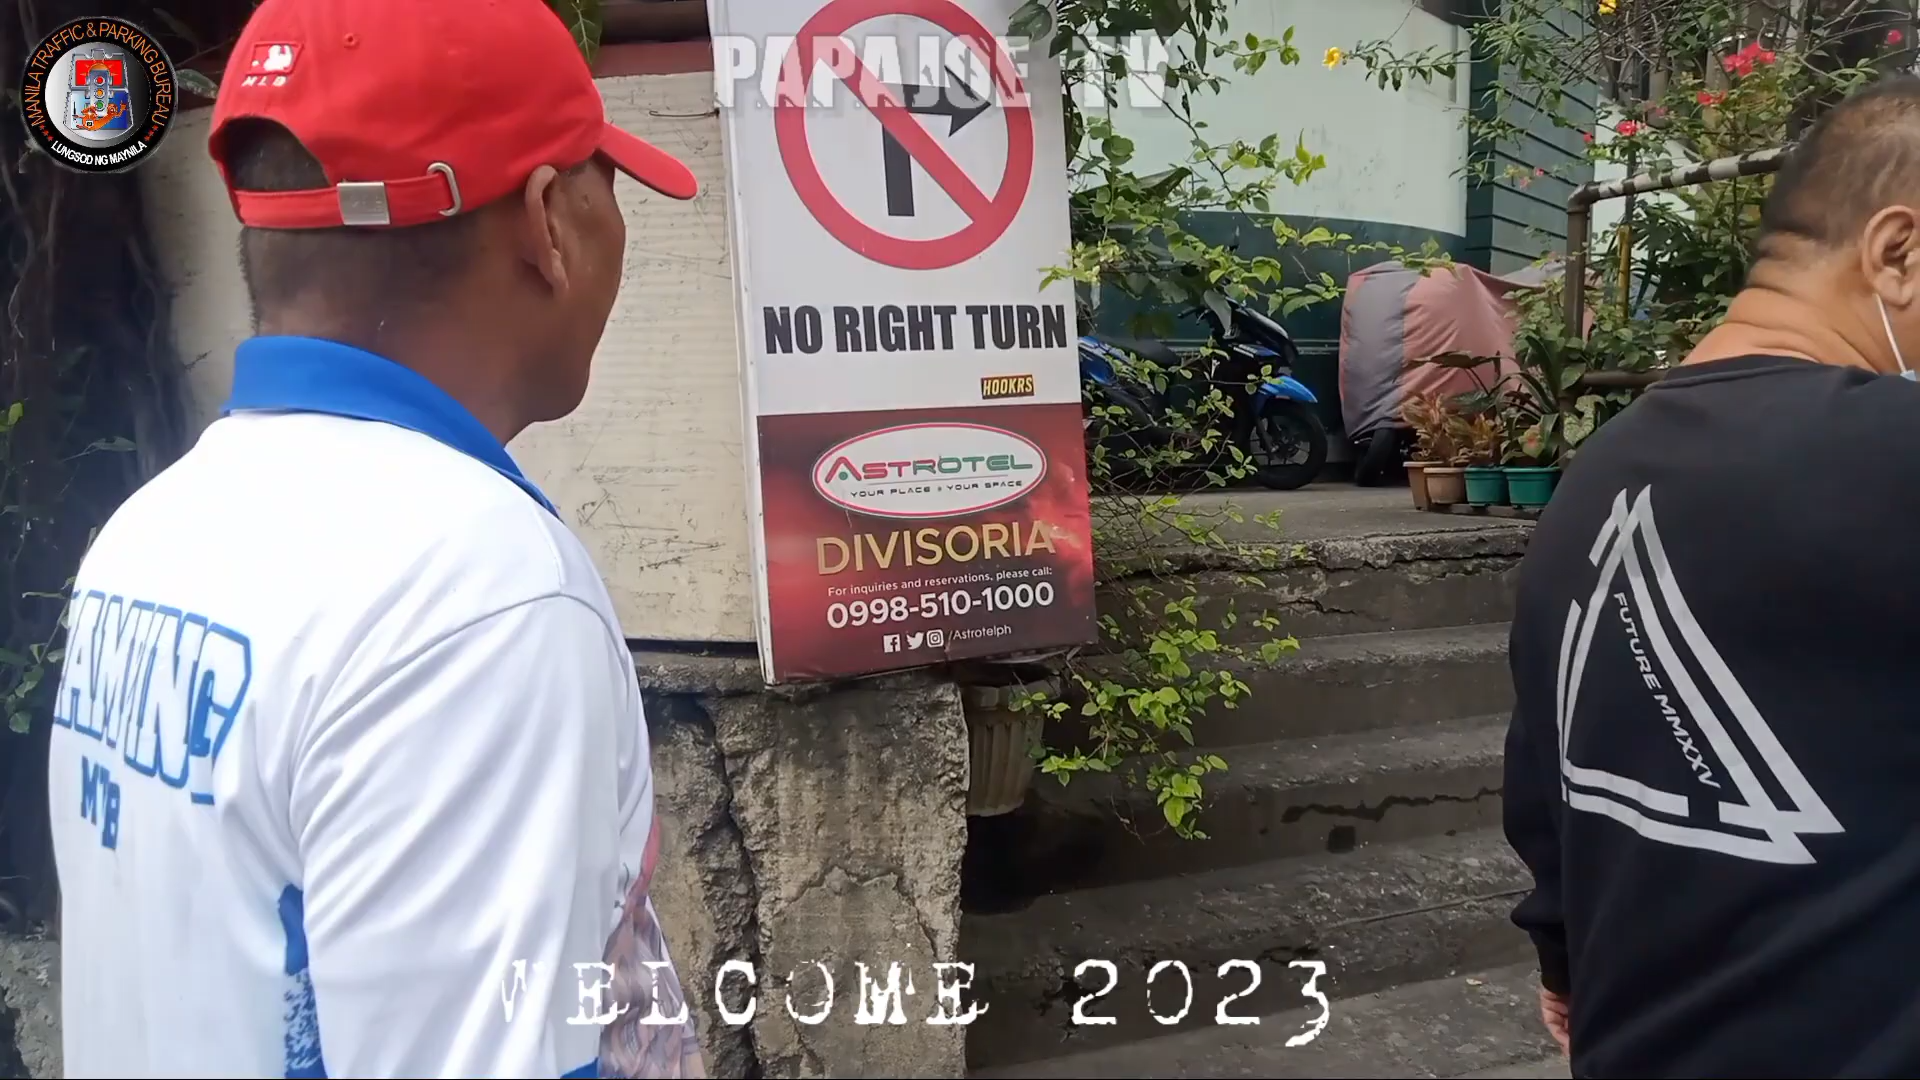 MANILA TRAFFIC & PARKING BUREAU
LUNGSOD NG MAYNILA
MLB
PAPAJOE TV
NO RIGHT TURN
HOOKRS
ASTROTEL
YOUR PLACE YOUR SPACE
DIVISORIA
For inquiries and reservations, please call:
0998-510-1000
/Astrotelph
FUTURE MMXXV
WELCOME 2023